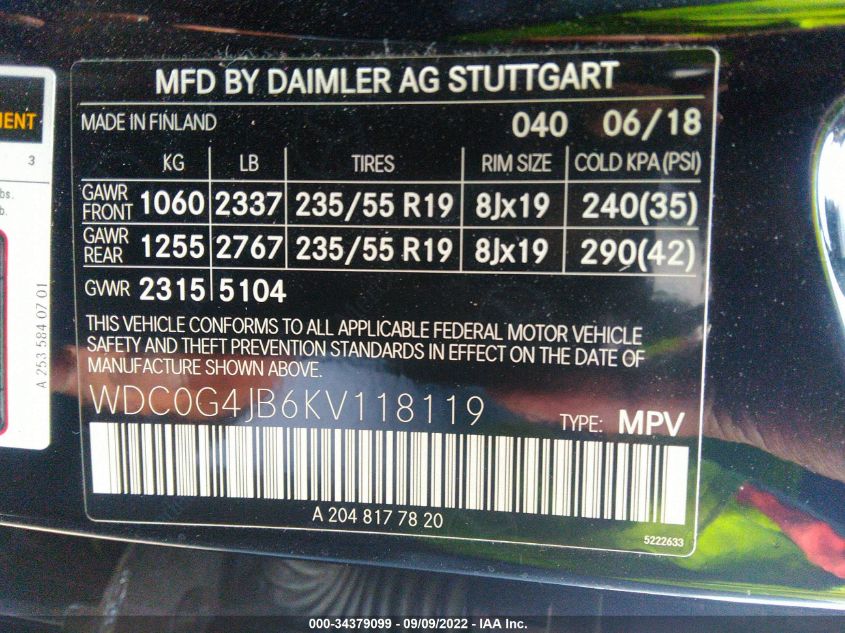 MFD BY DAIMLER AG STUTTGART
MADE IN FINLAND 040 06/18
KG LB TIRES RIM SIZE COLD KPA(PSI)
GAWR FRONT 1060 2337 235/55 R19 8Jx19 240(35)
GAWR REAR 1255 2767 235/55 R19 8Jx19 290(42)
GVWR 2315 5104
THIS VEHICLE CONFORMS TO ALL APPLICABLE FEDERAL MOTOR VEHICLE
SAFETY AND THEFT PREVENTION STANDARDS IN EFFECT ON THE DATE OF
MANUFACTURE SHOWN ABOVE.
WDC0G4JB6KV118119 TYPE: MPV
A 204 817 78 20
5222633
3
A 253 584 07 01
000-34379099 / 09/09/2022 - IAA Inc.